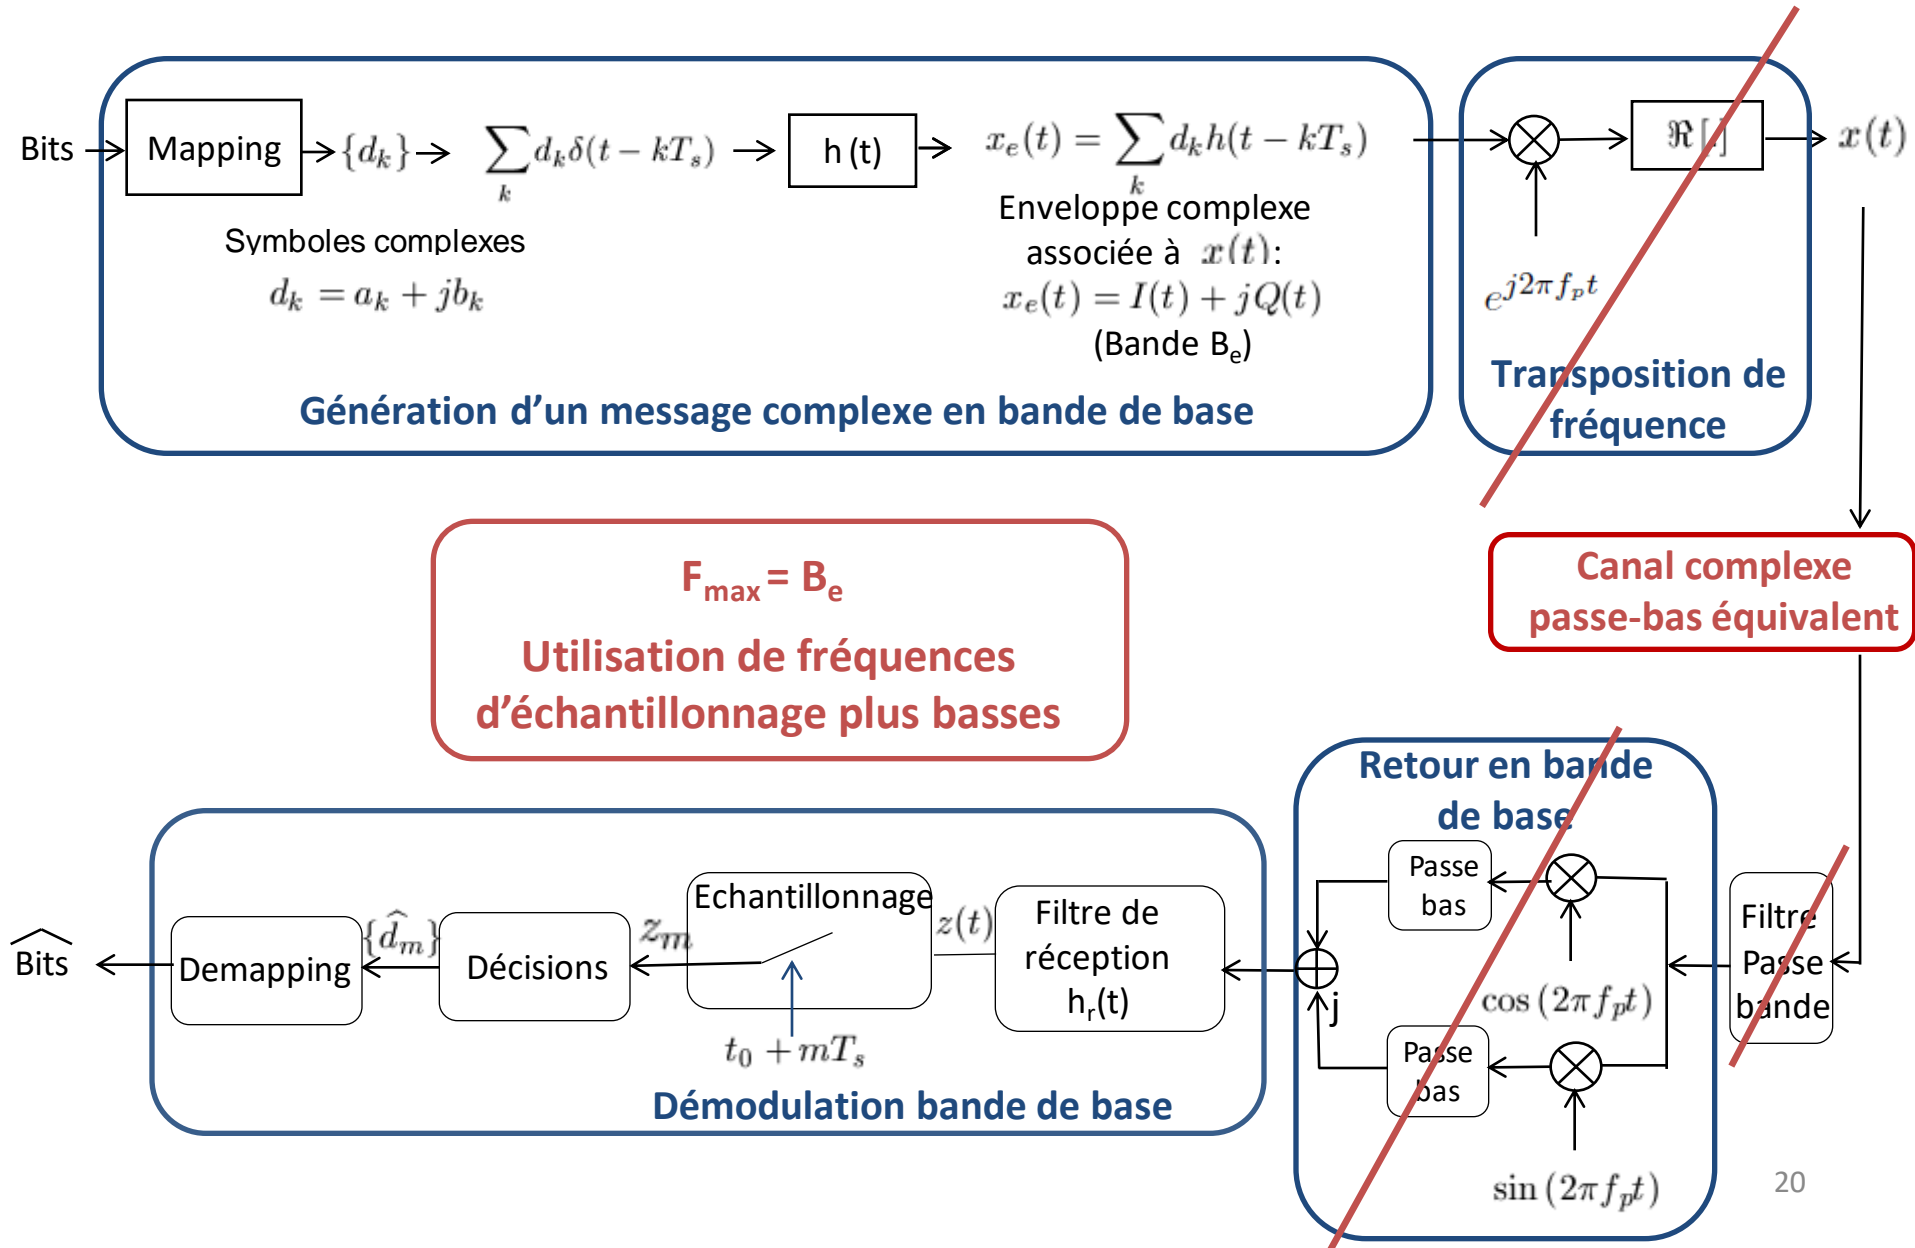 Bits
Mapping
{d_k}
\sum_k d_k δ(t − kT_s)
h (t)
x_e(t) = \sum_k d_k h(t − kT_s)
ℜ[.]
x(t)
Symboles complexes
d_k = a_k + jb_k
Enveloppe complexe
associée à x(t):
x_e(t) = I(t) + jQ(t)
(Bande B_e)
e^{j2πf_p t}
Génération d’un message complexe en bande de base
Transposition de
fréquence
F_max = B_e
Utilisation de fréquences
d’échantillonnage plus basses
Canal complexe
passe-bas équivalent
Retour en bande
de base
Passe
bas
cos (2πf_p t)
Passe
bas
sin (2πf_p t)
j
Filtre
Passe
bande
Filtre de
réception
h_r(t)
z(t)
Echantillonnage
t_0 + mT_s
z_m
Décisions
{\widehat{d}_m}
Demapping
\widehat{Bits}
Démodulation bande de base
20